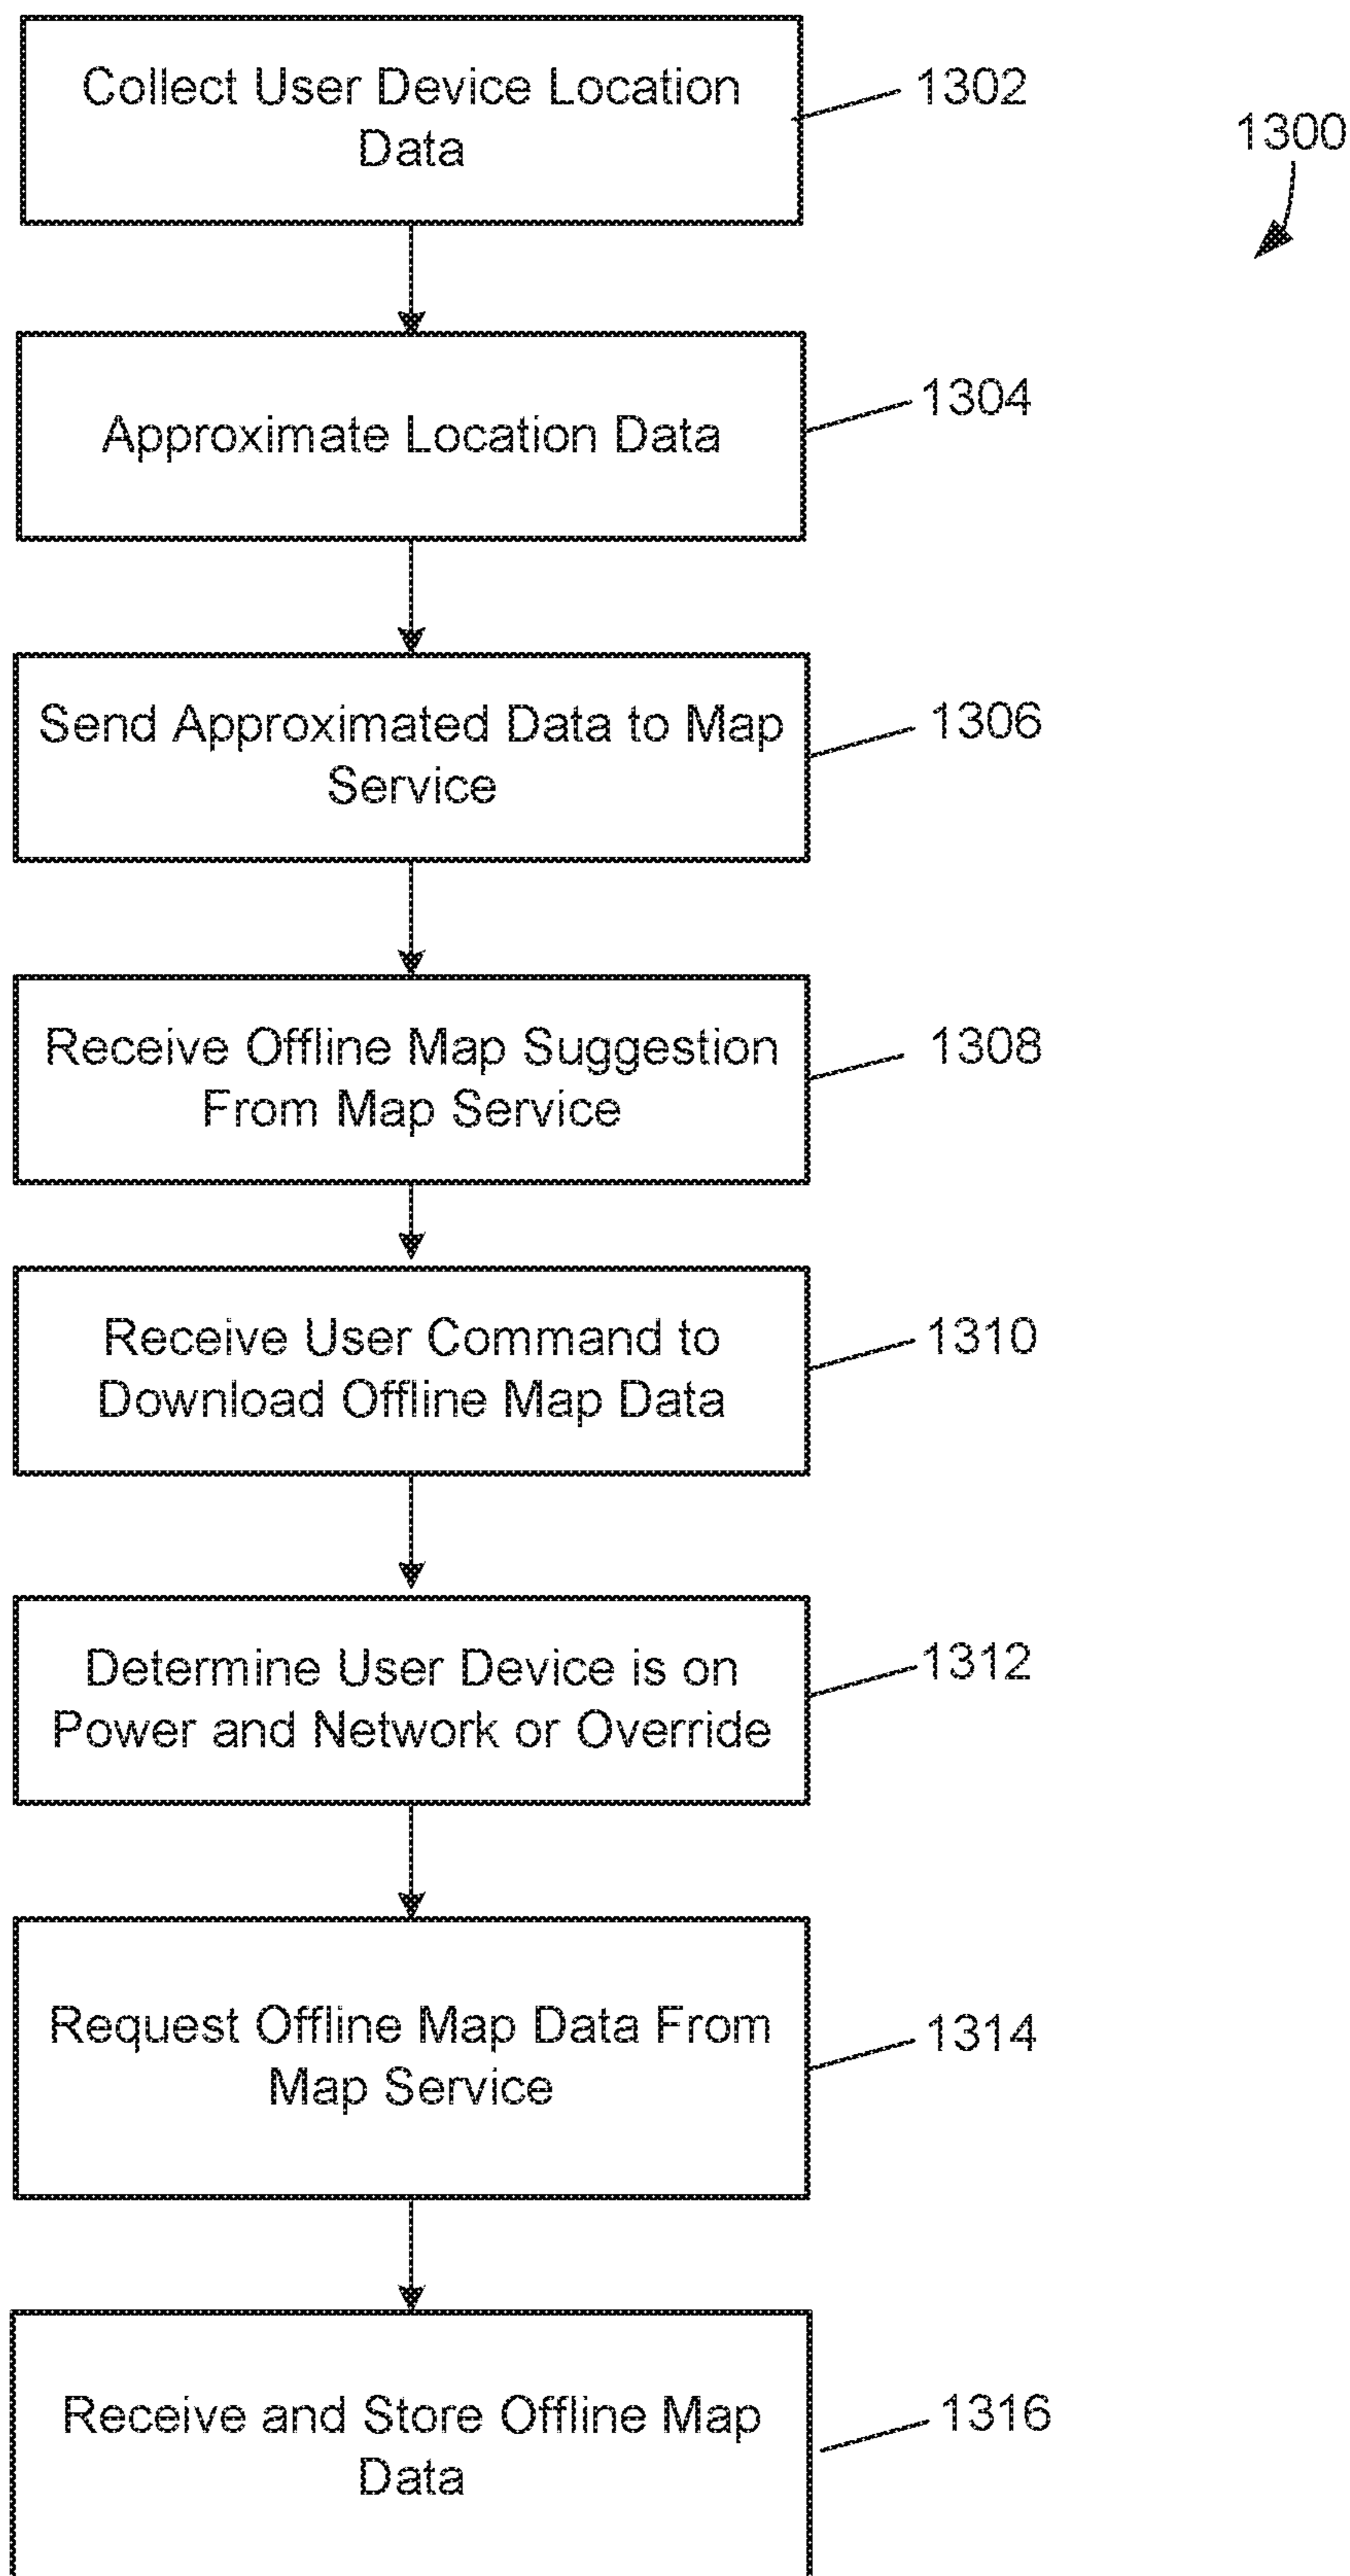 Collect User Device Location
Data
1302
1300
Approximate Location Data
1304
Send Approximated Data to Map
Service
1306
Receive Offline Map Suggestion
From Map Service
1308
Receive User Command to
Download Offline Map Data
1310
Determine User Device is on
Power and Network or Override
1312
Request Offline Map Data From
Map Service
1314
Receive and Store Offline Map
Data
1316